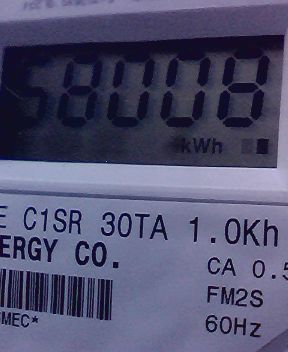 58008
kWh
E C1SR 30TA 1.0Kh
ERGY CO.
CA 0.5
FM2S
MEC*
60Hz